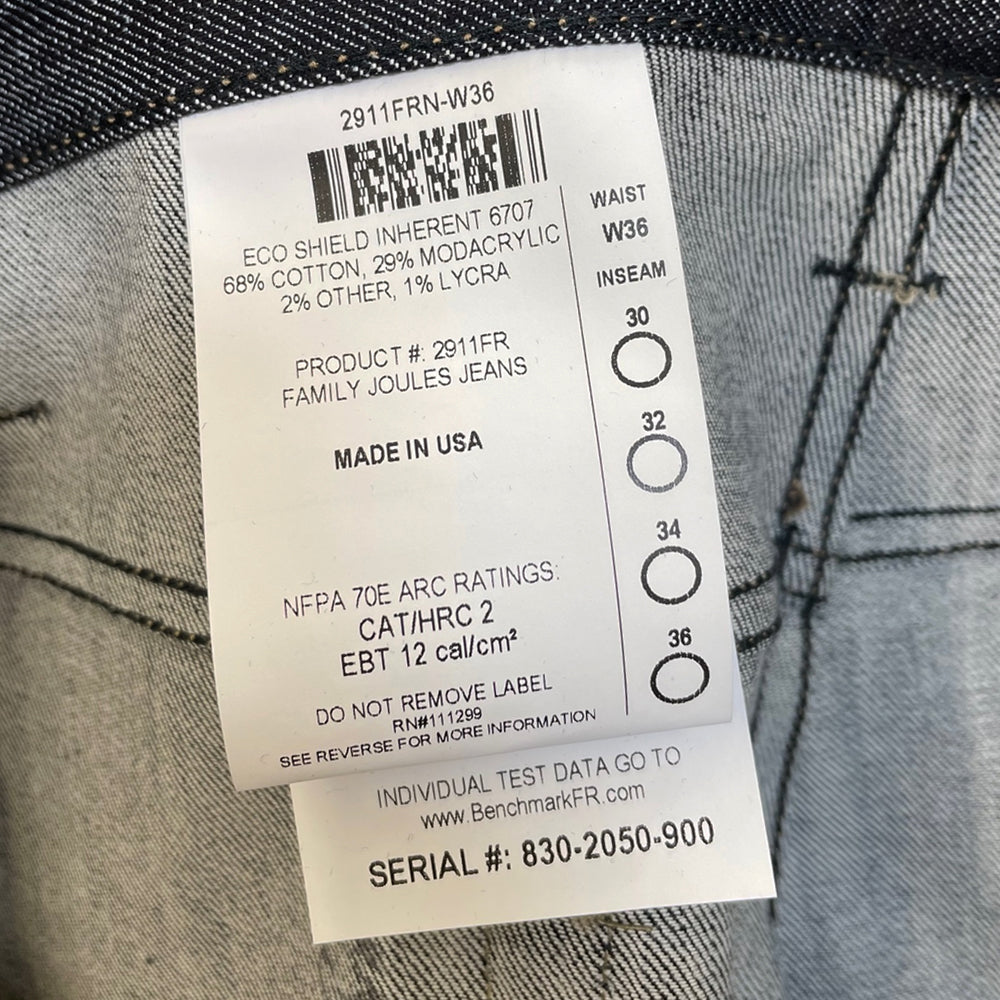 2911FRN-W36
ECO SHIELD INHERENT 6707
68% COTTON, 29% MODACRYLIC
2% OTHER, 1% LYCRA
PRODUCT #: 2911FR
FAMILY JOULES JEANS
MADE IN USA
NFPA 70E ARC RATINGS:
CAT/HRC 2
EBT 12 cal/cm²
DO NOT REMOVE LABEL
RN#111299
SEE REVERSE FOR MORE INFORMATION
WAIST
W36
INSEAM
30
32
34
36
INDIVIDUAL TEST DATA GO TO
www.BenchmarkFR.com
SERIAL #: 830-2050-900